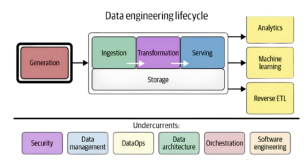 Data engineering lifecycle
Generation
Ingestion
Transformation
Serving
Storage
Analytics
Machine
learning
Reverse ETL
Undercurrents:
Security
Data
management
DataOps
Data
architecture
Orchestration
Software
engineering